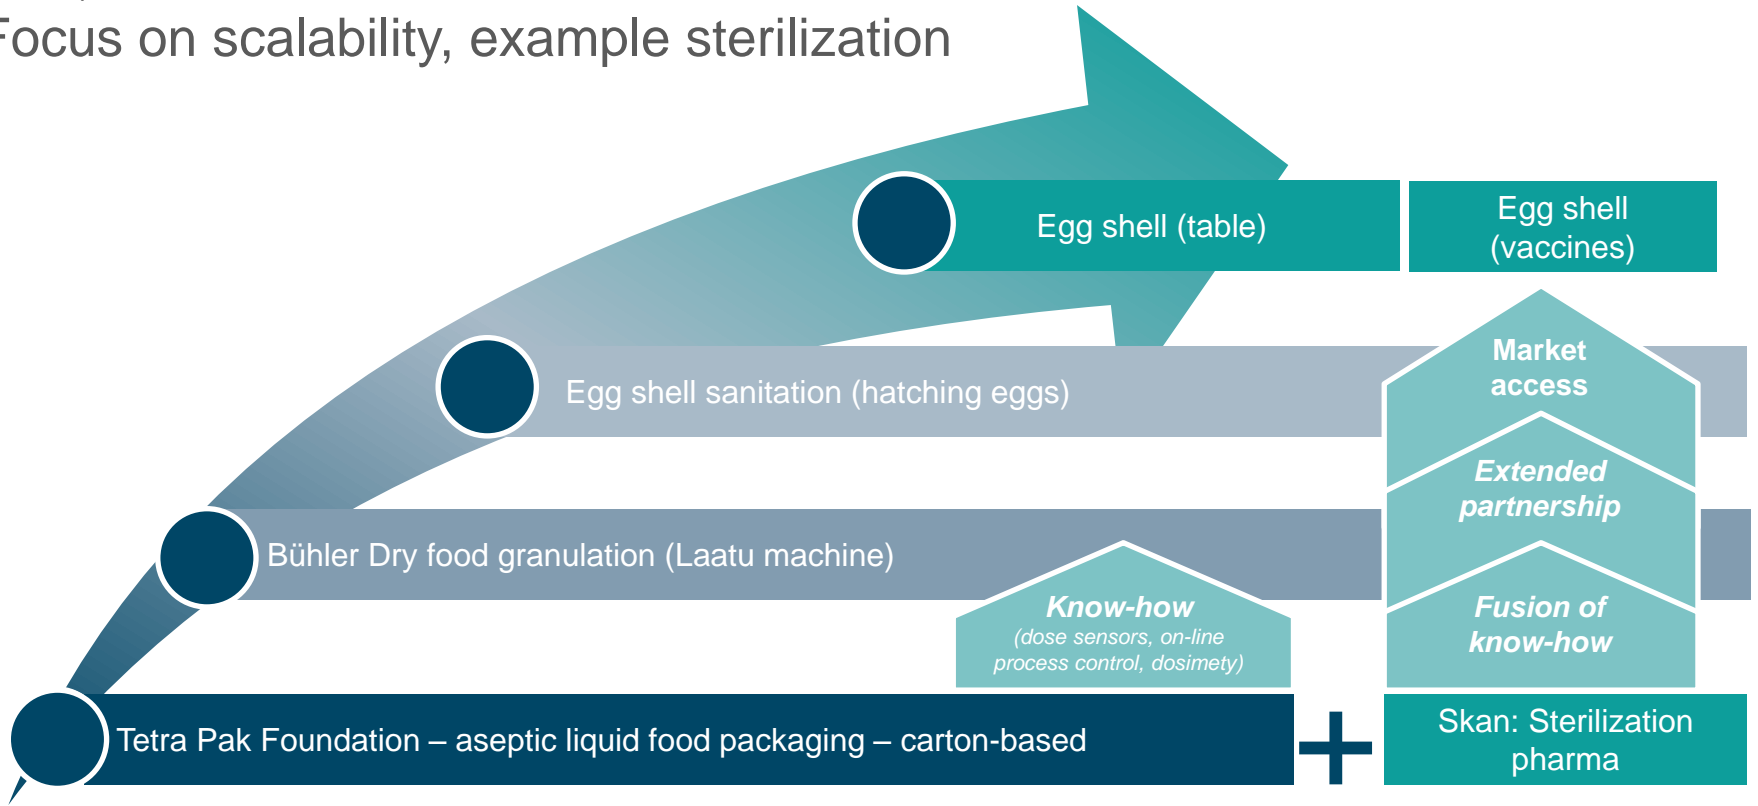 Focus on scalability, example sterilization
Egg shell (table)
Egg shell
(vaccines)
Market
access
Egg shell sanitation (hatching eggs)
Extended
partnership
Bühler Dry food granulation (Laatu machine)
Know-how
(dose sensors, on-line
process control, dosimety)
Fusion of
know-how
Tetra Pak Foundation – aseptic liquid food packaging – carton-based
+
Skan: Sterilization
pharma